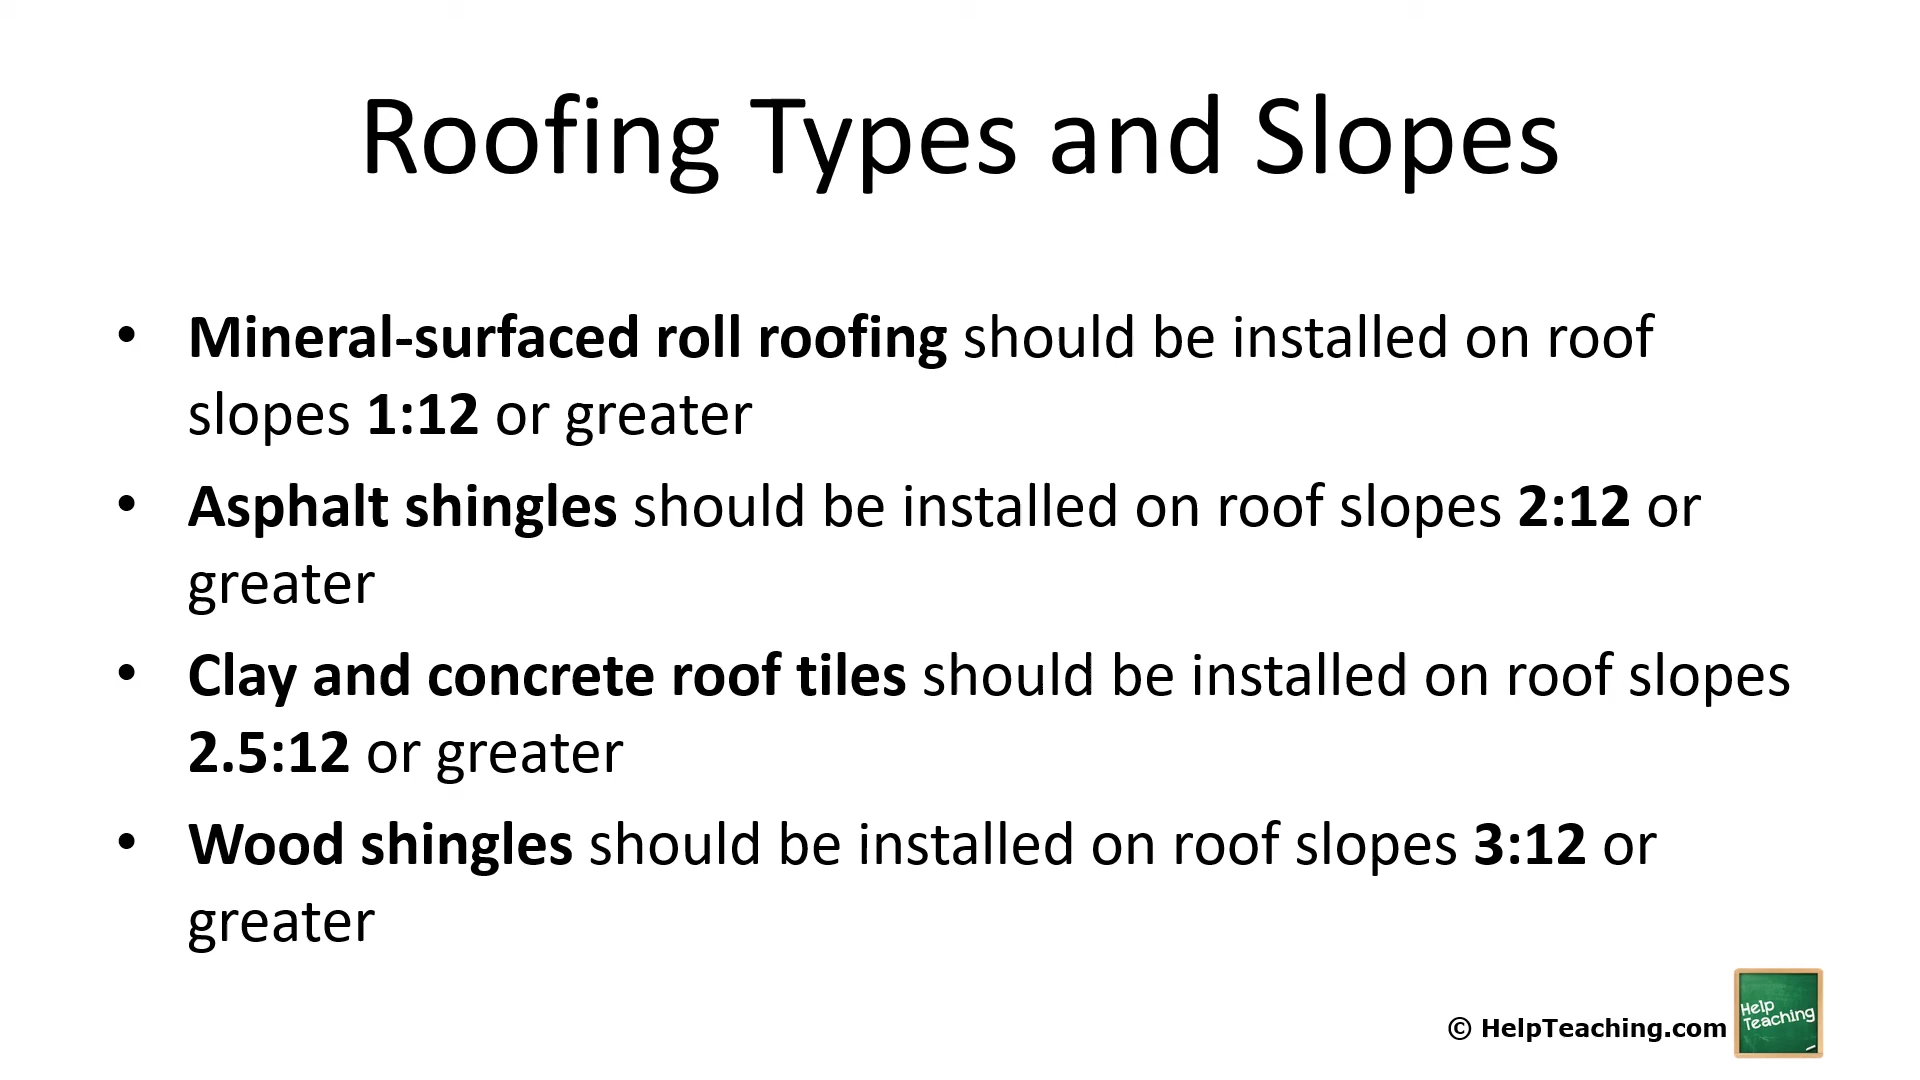 Roofing Types and Slopes
• Mineral-surfaced roll roofing should be installed on roof
slopes 1:12 or greater
• Asphalt shingles should be installed on roof slopes 2:12 or
greater
• Clay and concrete roof tiles should be installed on roof slopes
2.5:12 or greater
• Wood shingles should be installed on roof slopes 3:12 or
greater
© HelpTeaching.com
Help
Teaching